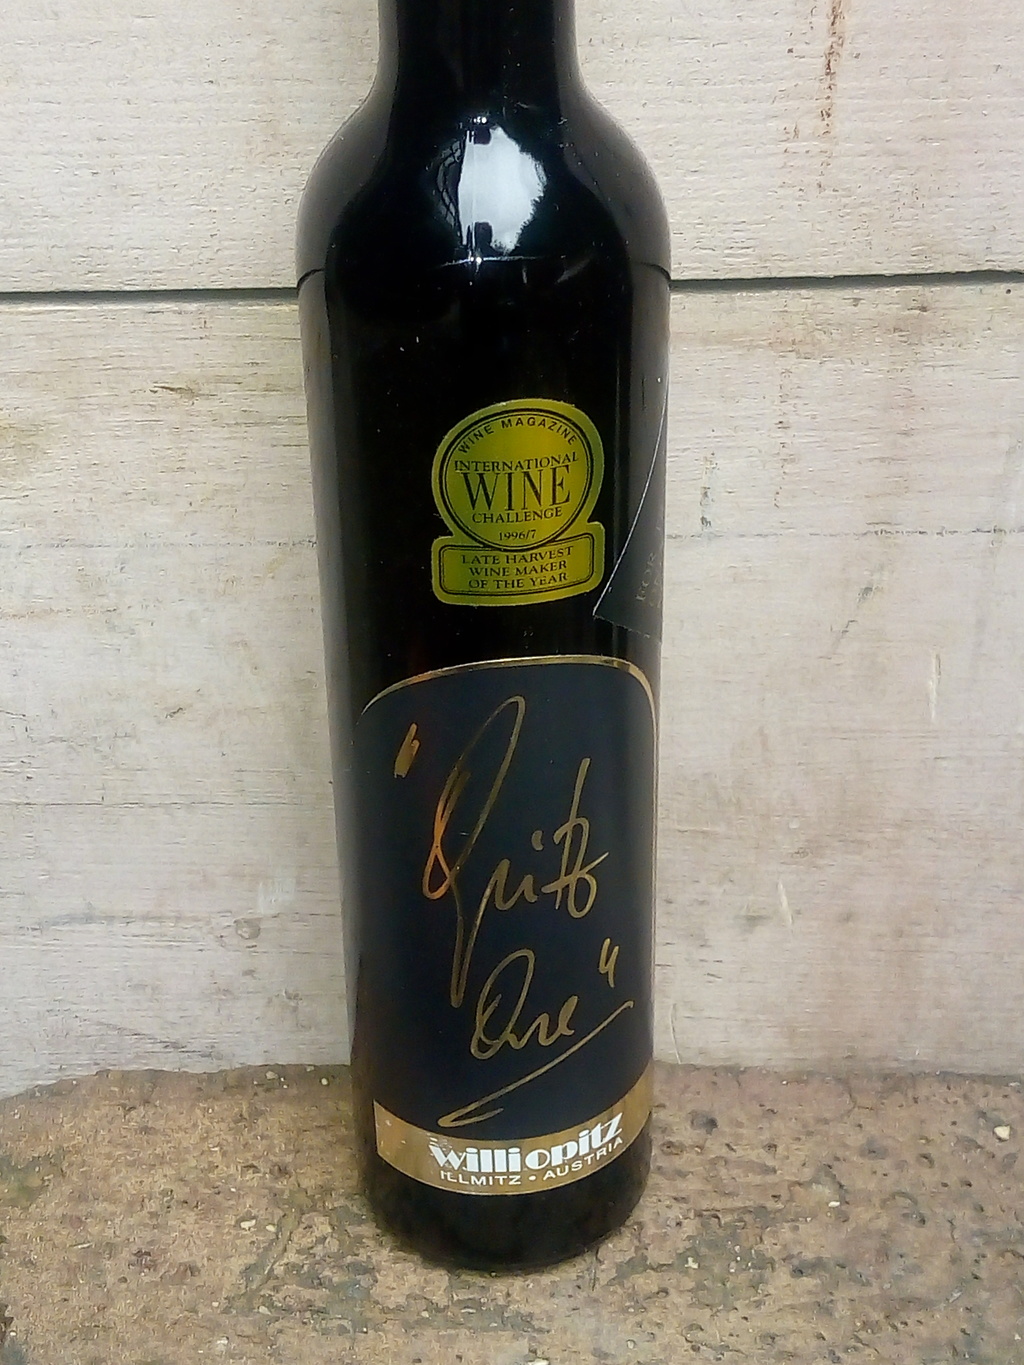 WINE MAGAZINE
INTERNATIONAL
WINE
CHALLENGE
1996/7
LATE HARVEST
WINE MAKER
OF THE YEAR
FOR
"Opitz
One"
willi opitz
ILLMITZ • AUSTRIA